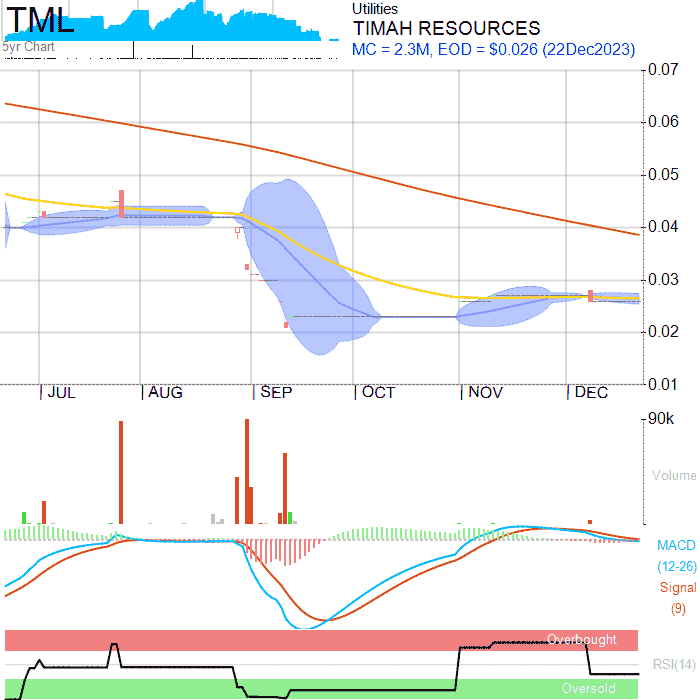 TML
Utilities
TIMAH RESOURCES
5yr Chart
MC = 2.3M, EOD = $0.026 (22Dec2023)
0.07
0.06
0.05
0.04
0.03
0.02
0.01
JUL AUG SEP OCT NOV DEC
90k
Volume
MACD
(12-26)
Signal
(9)
Overbought
RSI(14)
Oversold